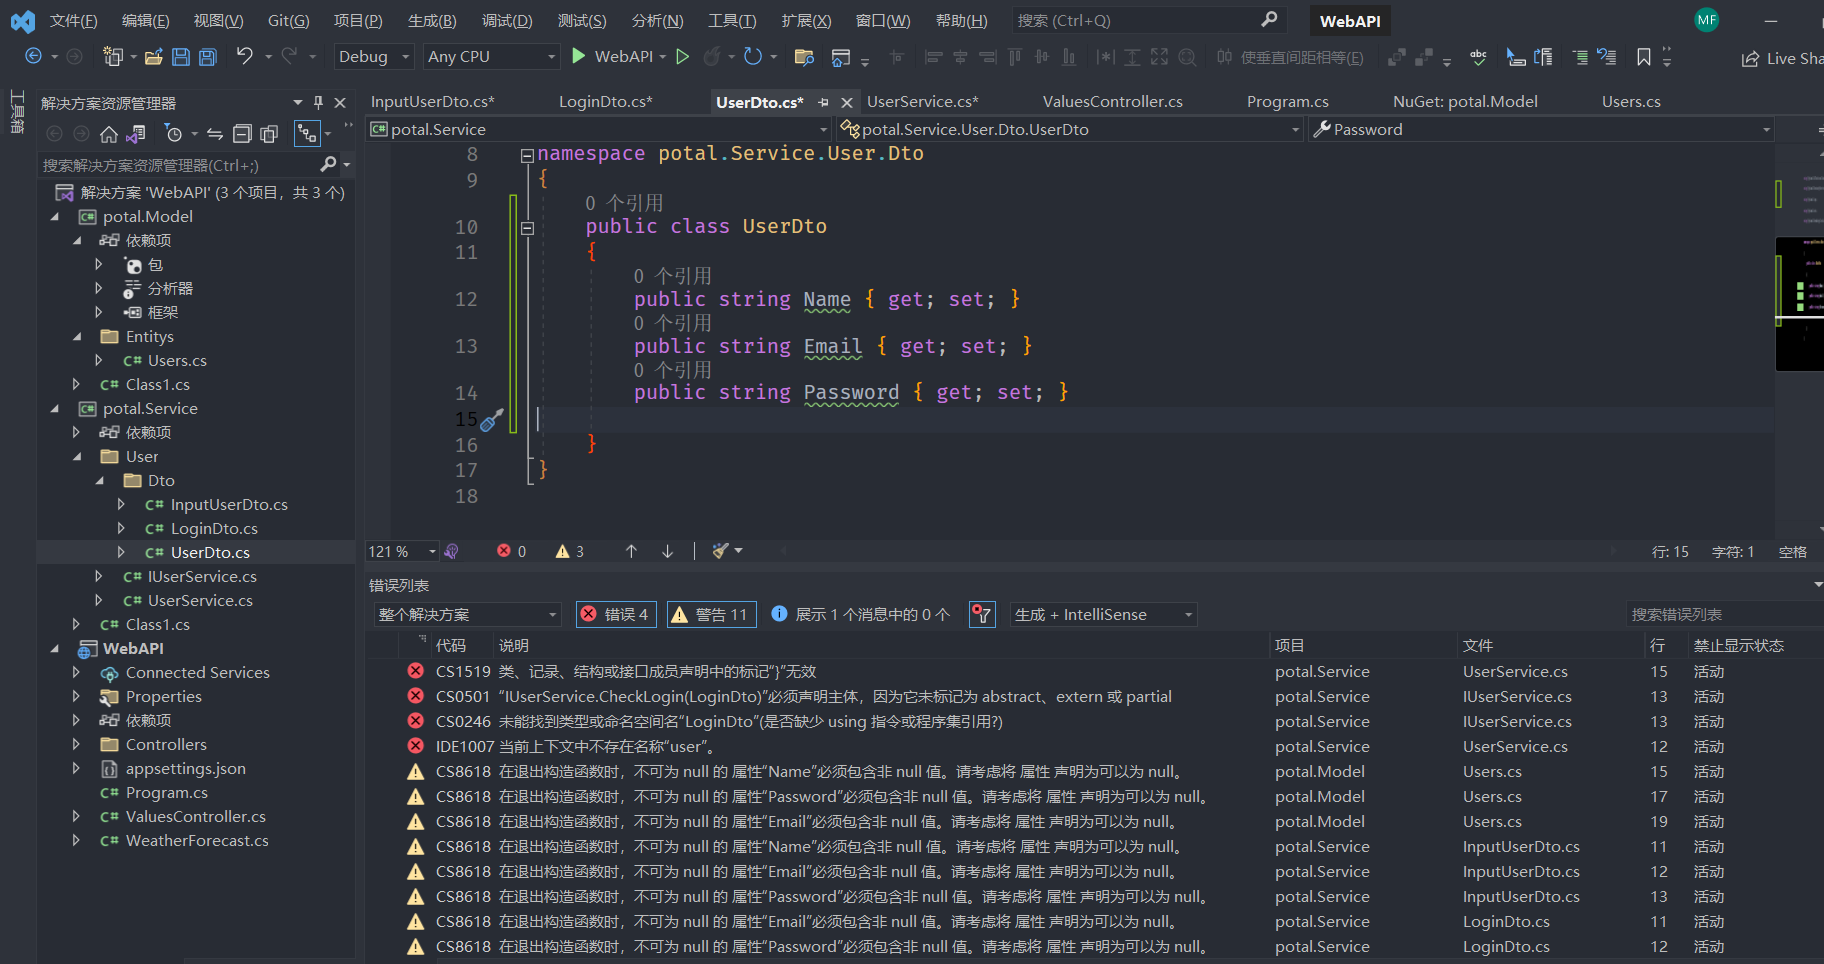 文件(F) 编辑(E) 视图(V) Git(G) 项目(P) 生成(B) 调试(D) 测试(S) 分析(N) 工具(T) 扩展(X) 窗口(W) 帮助(H) 搜索 (Ctrl+Q) WebAPI MF
Debug Any CPU WebAPI 使垂直间距相等(E) abc Live Sha
工具箱
解决方案资源管理器
搜索解决方案资源管理器(Ctrl+;)
解决方案 'WebAPI' (3 个项目，共 3 个)
potal.Model
依赖项
包
分析器
框架
Entitys
C# Users.cs
C# Class1.cs
potal.Service
依赖项
User
Dto
C# InputUserDto.cs
C# LoginDto.cs
C# UserDto.cs
C# IUserService.cs
C# UserService.cs
C# Class1.cs
WebAPI
Connected Services
Properties
依赖项
Controllers
appsettings.json
C# Program.cs
C# ValuesController.cs
C# WeatherForecast.cs
InputUserDto.cs* LoginDto.cs* UserDto.cs* UserService.cs* ValuesController.cs Program.cs NuGet: potal.Model Users.cs
C# potal.Service potal.Service.User.Dto.UserDto Password
8 namespace potal.Service.User.Dto
9 {
0 个引用
10 public class UserDto
11 {
0 个引用
12 public string Name { get; set; }
0 个引用
13 public string Email { get; set; }
0 个引用
14 public string Password { get; set; }
15
16 }
17 }
18
121 % 0 3 行: 15 字符: 1 空格
错误列表
整个解决方案 错误 4 警告 11 展示 1 个消息中的 0 个 生成 + IntelliSense 搜索错误列表
代码 说明 项目 文件 行 禁止显示状态
CS1519 类、记录、结构或接口成员声明中的标记“}”无效 potal.Service UserService.cs 15 活动
CS0501 “IUserService.CheckLogin(LoginDto)”必须声明主体，因为它未标记为 abstract、extern 或 partial potal.Service IUserService.cs 13 活动
CS0246 未能找到类型或命名空间名“LoginDto”(是否缺少 using 指令或程序集引用?) potal.Service IUserService.cs 13 活动
IDE1007 当前上下文中不存在名称“user”。 potal.Service UserService.cs 12 活动
CS8618 在退出构造函数时，不可为 null 的 属性“Name”必须包含非 null 值。请考虑将 属性 声明为可以为 null。 potal.Model Users.cs 15 活动
CS8618 在退出构造函数时，不可为 null 的 属性“Password”必须包含非 null 值。请考虑将 属性 声明为可以为 null。 potal.Model Users.cs 17 活动
CS8618 在退出构造函数时，不可为 null 的 属性“Email”必须包含非 null 值。请考虑将 属性 声明为可以为 null。 potal.Model Users.cs 19 活动
CS8618 在退出构造函数时，不可为 null 的 属性“Name”必须包含非 null 值。请考虑将 属性 声明为可以为 null。 potal.Service InputUserDto.cs 11 活动
CS8618 在退出构造函数时，不可为 null 的 属性“Email”必须包含非 null 值。请考虑将 属性 声明为可以为 null。 potal.Service InputUserDto.cs 12 活动
CS8618 在退出构造函数时，不可为 null 的 属性“Password”必须包含非 null 值。请考虑将 属性 声明为可以为 null。 potal.Service InputUserDto.cs 13 活动
CS8618 在退出构造函数时，不可为 null 的 属性“Email”必须包含非 null 值。请考虑将 属性 声明为可以为 null。 potal.Service LoginDto.cs 11 活动
CS8618 在退出构造函数时，不可为 null 的 属性“Password”必须包含非 null 值。请考虑将 属性 声明为可以为 null。 potal.Service LoginDto.cs 12 活动